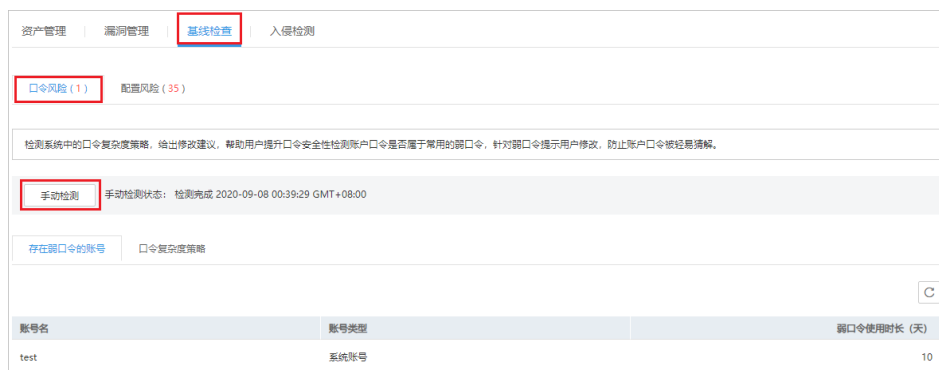 资产管理 漏洞管理 基线检查 入侵检测
口令风险 ( 1 ) 配置风险 ( 35 )
检测系统中的口令复杂度策略，给出修改建议，帮助用户提升口令安全性检测账户口令是否属于常用的弱口令，针对弱口令提示用户修改，防止账户口令被轻易猜解。
手动检测 手动检测状态： 检测完成 2020-09-08 00:39:29 GMT+08:00
存在弱口令的账号 口令复杂度策略
账号名 账号类型 弱口令使用时长（天）
test 系统账号 10